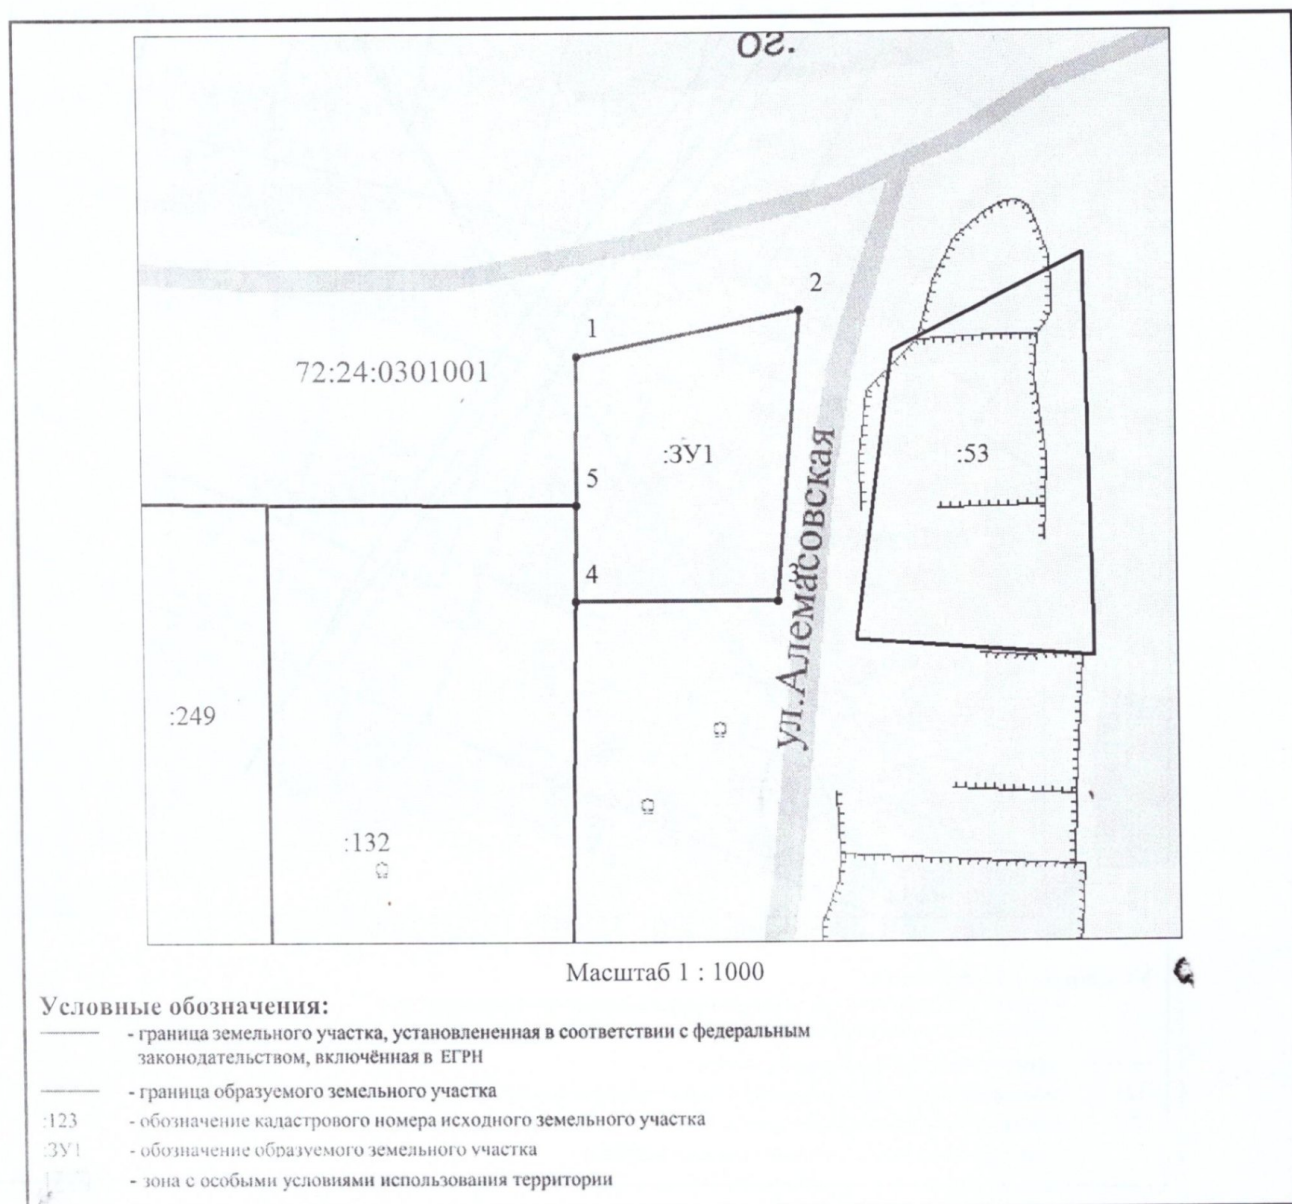 ог.
2
1
72:24:0301001
:ЗУ1
:53
5
4
3
ул.Алемасовская
:249
:132
Масштаб 1 : 1000
Условные обозначения:
- граница земельного участка, установлененная в соответствии с федеральным
законодательством, включённая в ЕГРН
- граница образуемого земельного участка
:123 - обозначение кадастрового номера исходного земельного участка
:ЗУ1 - обозначение образуемого земельного участка
- зона с особыми условиями использования территории